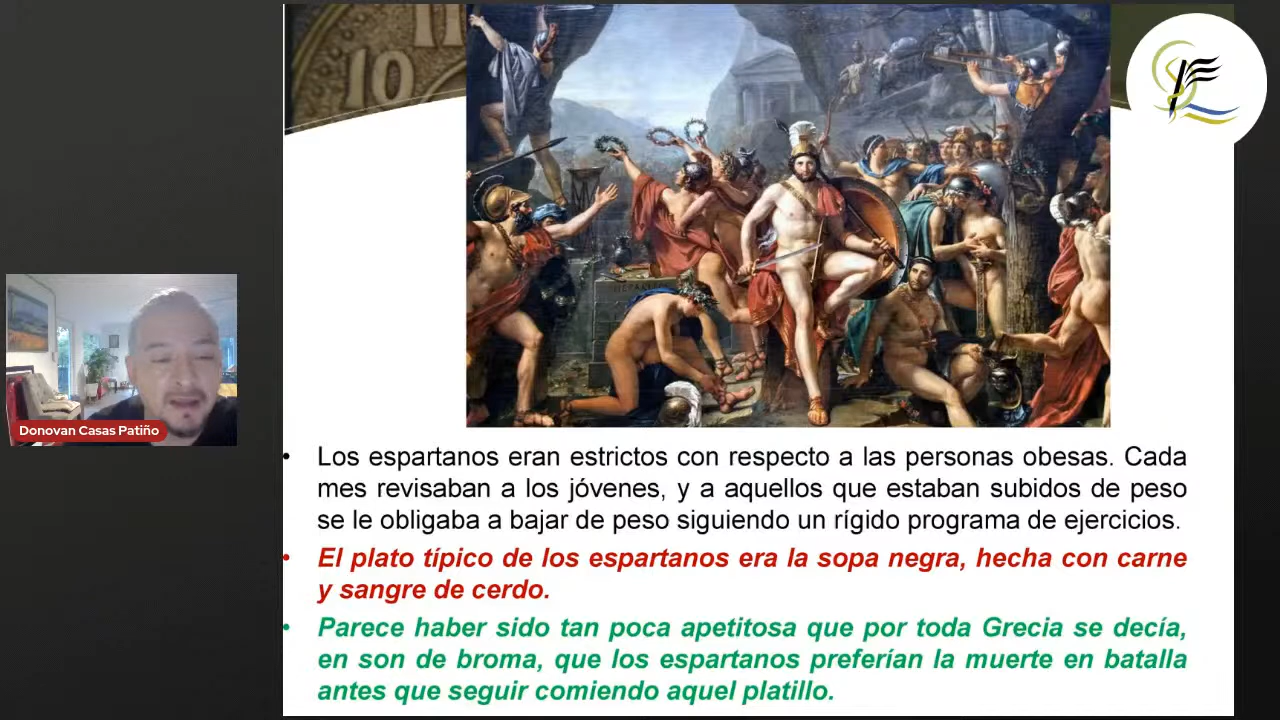 11
10
Donovan Casas Patiño
• Los espartanos eran estrictos con respecto a las personas obesas. Cada
mes revisaban a los jóvenes, y a aquellos que estaban subidos de peso
se le obligaba a bajar de peso siguiendo un rígido programa de ejercicios.
• El plato típico de los espartanos era la sopa negra, hecha con carne
y sangre de cerdo.
• Parece haber sido tan poca apetitosa que por toda Grecia se decía,
en son de broma, que los espartanos preferían la muerte en batalla
antes que seguir comiendo aquel platillo.